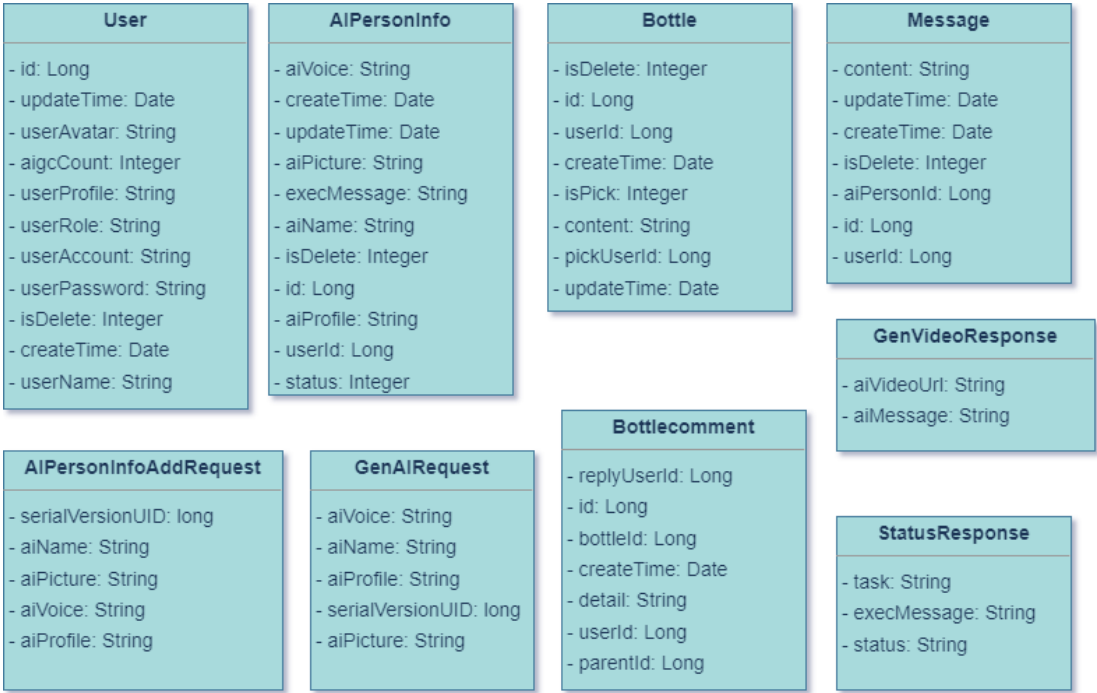 User
- id: Long
- updateTime: Date
- userAvatar: String
- aigcCount: Integer
- userProfile: String
- userRole: String
- userAccount: String
- userPassword: String
- isDelete: Integer
- createTime: Date
- userName: String
AIPersonInfo
- aiVoice: String
- createTime: Date
- updateTime: Date
- aiPicture: String
- execMessage: String
- aiName: String
- isDelete: Integer
- id: Long
- aiProfile: String
- userId: Long
- status: Integer
Bottle
- isDelete: Integer
- id: Long
- userId: Long
- createTime: Date
- isPick: Integer
- content: String
- pickUserId: Long
- updateTime: Date
Message
- content: String
- updateTime: Date
- createTime: Date
- isDelete: Integer
- aiPersonId: Long
- id: Long
- userId: Long
GenVideoResponse
- aiVideoUrl: String
- aiMessage: String
AIPersonInfoAddRequest
- serialVersionUID: long
- aiName: String
- aiPicture: String
- aiVoice: String
- aiProfile: String
GenAIRequest
- aiVoice: String
- aiName: String
- aiProfile: String
- serialVersionUID: long
- aiPicture: String
Bottlecomment
- replyUserId: Long
- id: Long
- bottleId: Long
- createTime: Date
- detail: String
- userId: Long
- parentId: Long
StatusResponse
- task: String
- execMessage: String
- status: String